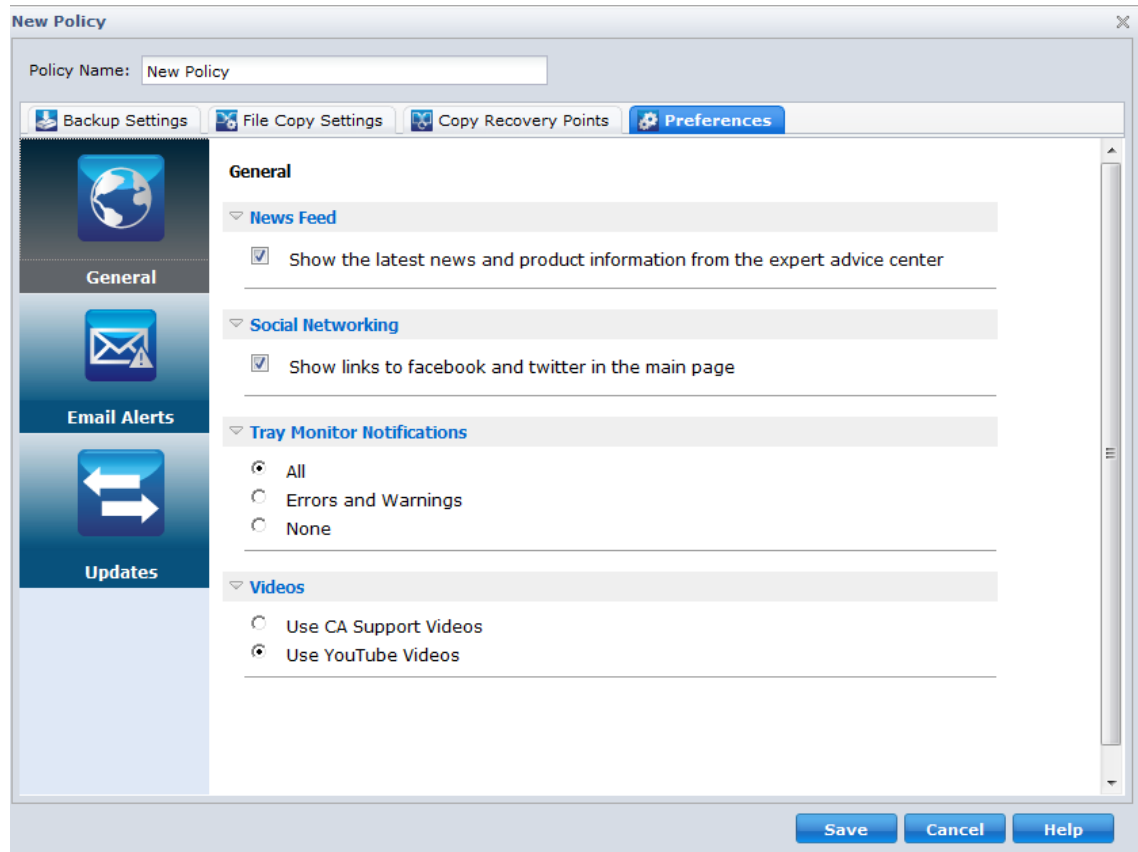 New Policy
Policy Name: New Policy
Backup Settings File Copy Settings Copy Recovery Points Preferences
General
Email Alerts
Updates
General
News Feed
Show the latest news and product information from the expert advice center
Social Networking
Show links to facebook and twitter in the main page
Tray Monitor Notifications
All
Errors and Warnings
None
Videos
Use CA Support Videos
Use YouTube Videos
Save Cancel Help